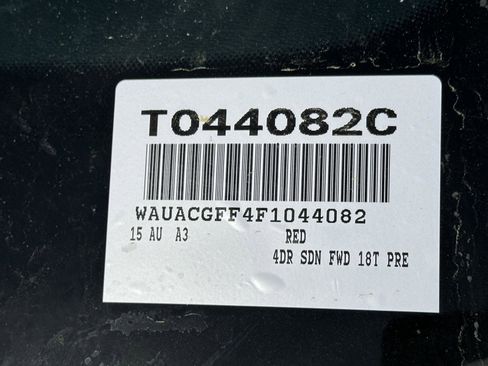 T044082C
WAUACGFF4F1044082
15 AU A3 RED
4DR SDN FWD 18T PRE